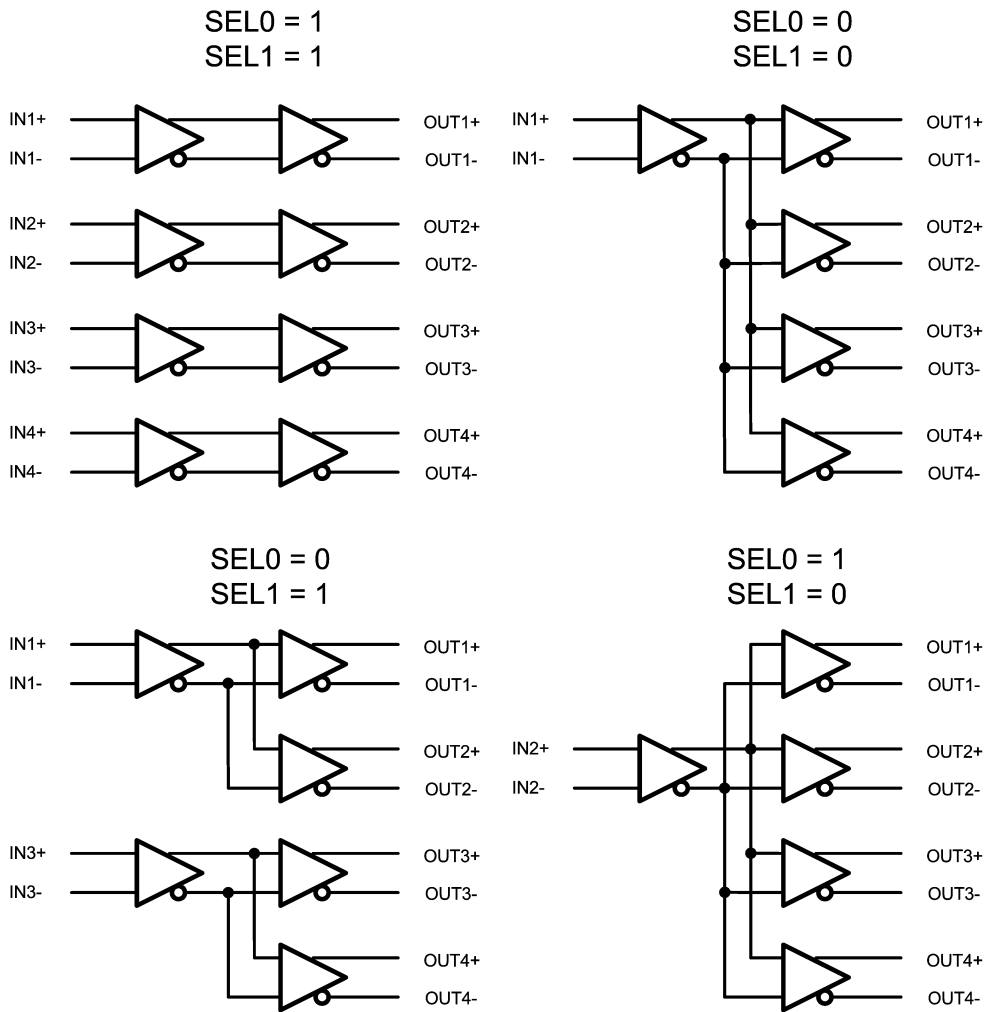 SEL0 = 1
SEL1 = 1
IN1+
OUT1+
IN1-
OUT1-
IN2+
OUT2+
IN2-
OUT2-
IN3+
OUT3+
IN3-
OUT3-
IN4+
OUT4+
IN4-
OUT4-
SEL0 = 0
SEL1 = 0
IN1+
OUT1+
IN1-
OUT1-
OUT2+
OUT2-
OUT3+
OUT3-
OUT4+
OUT4-
SEL0 = 0
SEL1 = 1
IN1+
OUT1+
IN1-
OUT1-
OUT2+
OUT2-
IN3+
OUT3+
IN3-
OUT3-
OUT4+
OUT4-
SEL0 = 1
SEL1 = 0
OUT1+
OUT1-
IN2+
OUT2+
IN2-
OUT2-
OUT3+
OUT3-
OUT4+
OUT4-